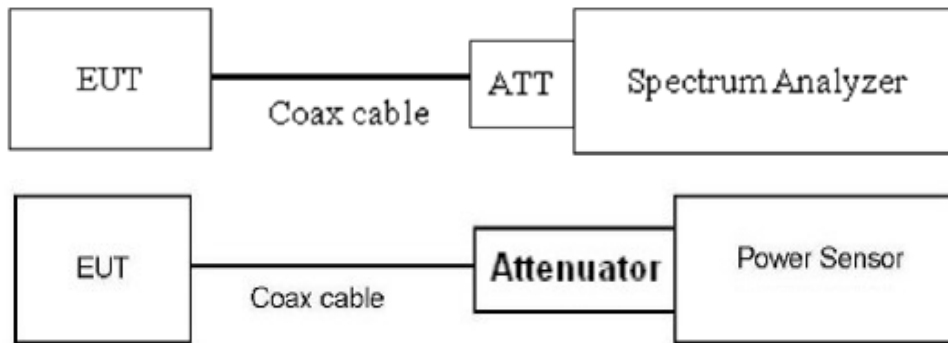 EUT
Coax cable
ATT
Spectrum Analyzer
EUT
Coax cable
Attenuator
Power Sensor